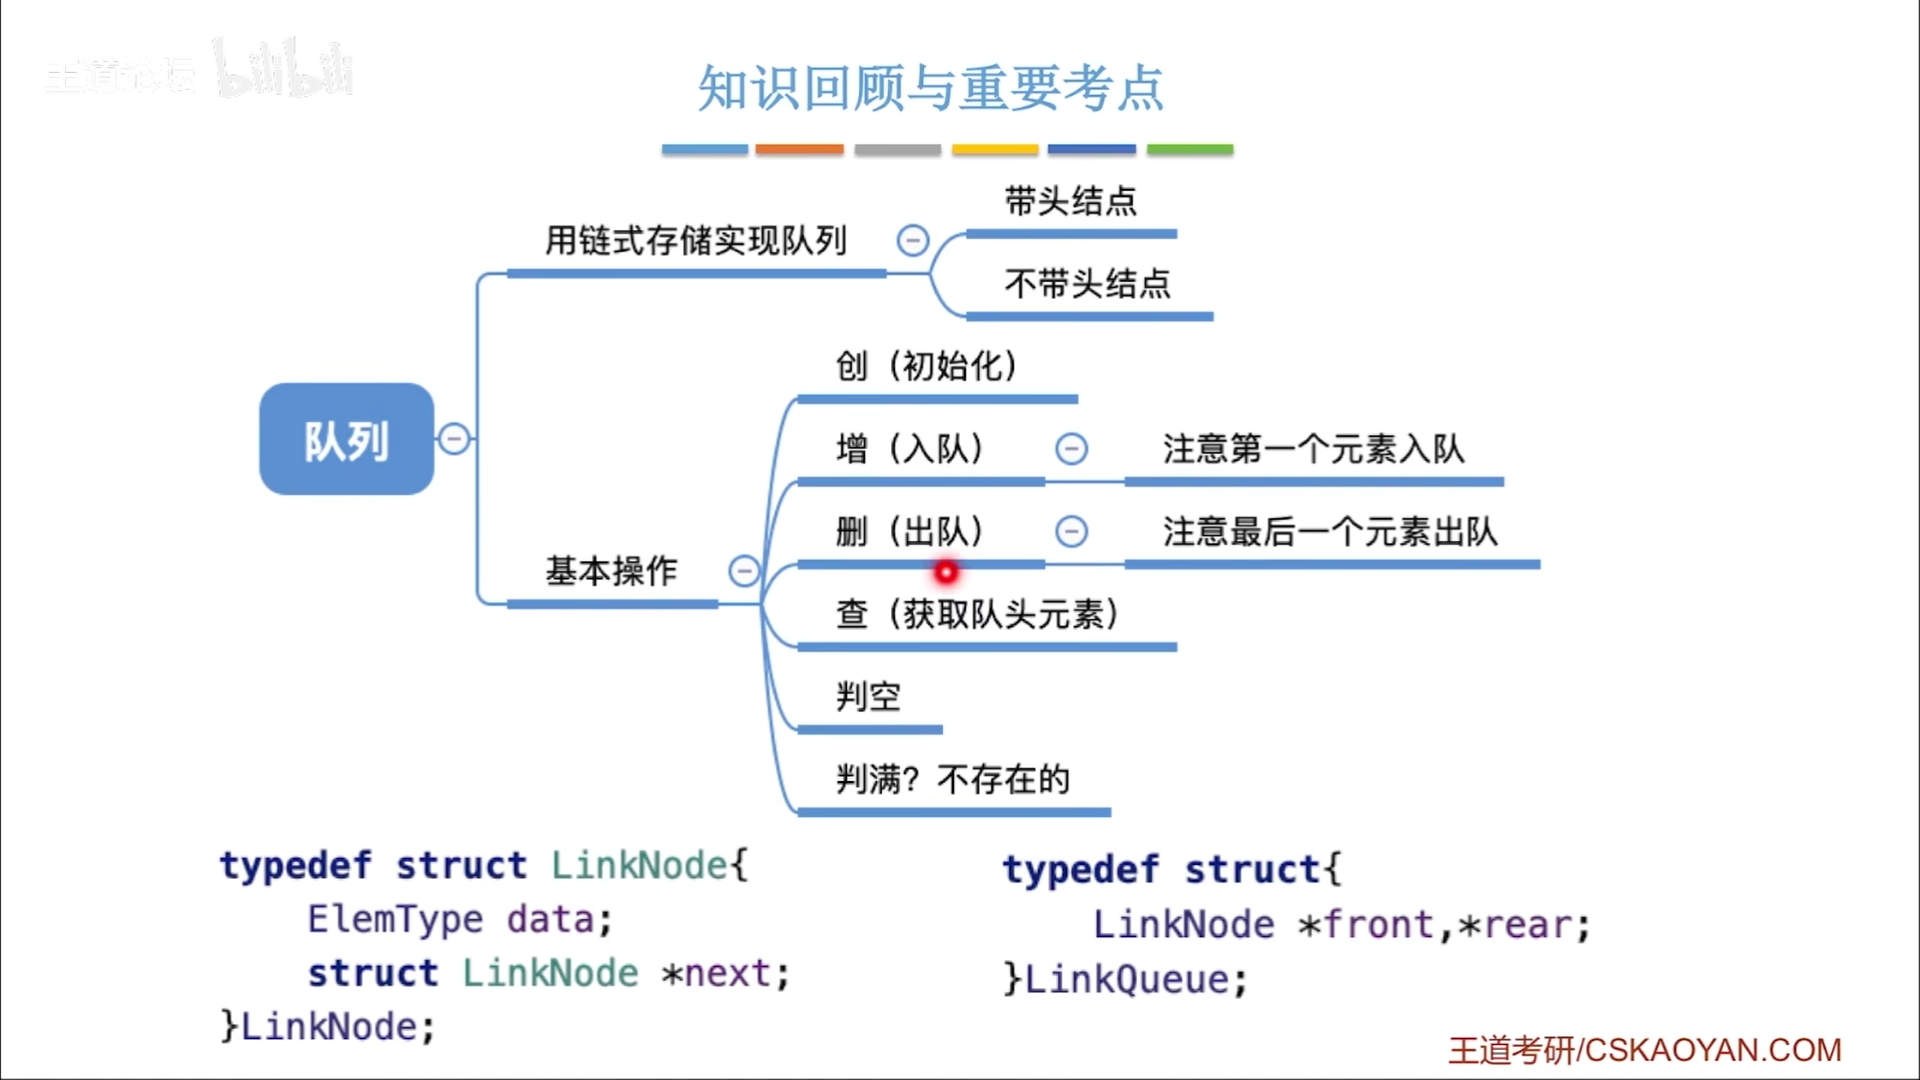 王道论坛 bilibili
知识回顾与重要考点
带头结点
用链式存储实现队列
不带头结点
创（初始化）
队列
增（入队）
注意第一个元素入队
删（出队）
注意最后一个元素出队
基本操作
查（获取队头元素）
判空
判满？不存在的
typedef struct LinkNode{
ElemType data;
struct LinkNode *next;
}LinkNode;
typedef struct{
LinkNode *front,*rear;
}LinkQueue;
王道考研/CSKAOYAN.COM